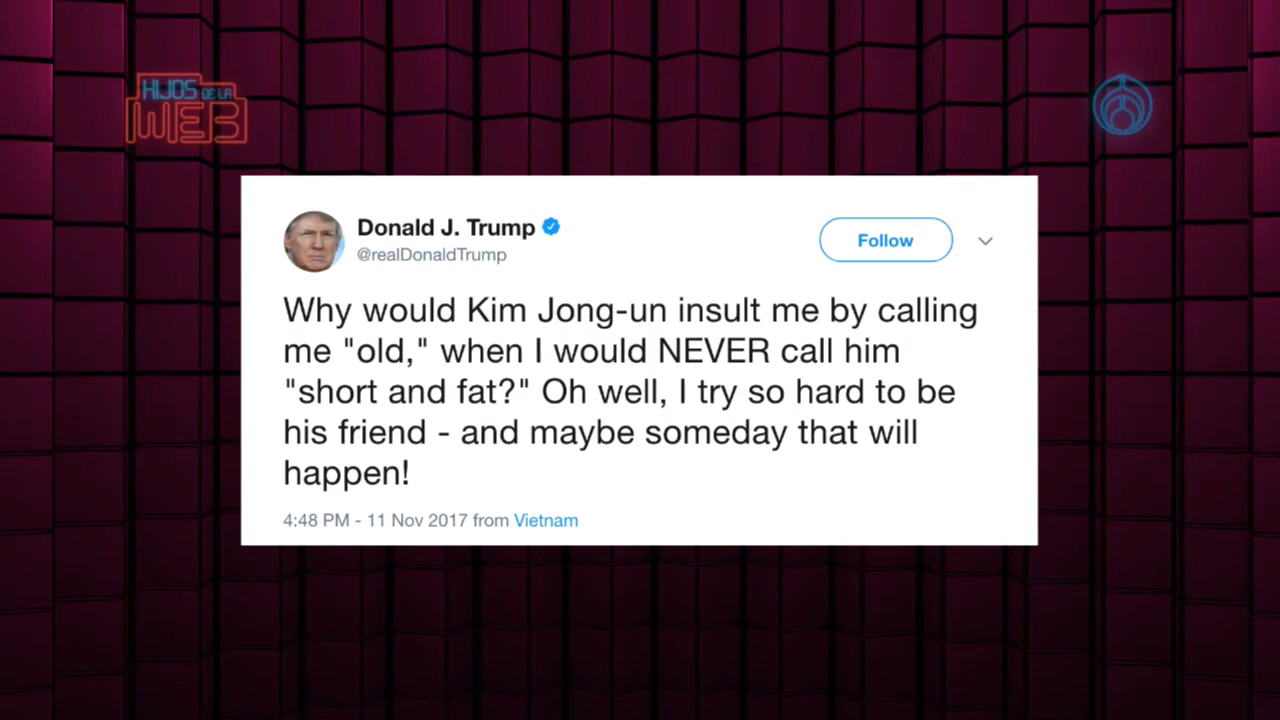 HIJOS DE LA
WEB
Donald J. Trump
@realDonaldTrump
Follow
Why would Kim Jong-un insult me by calling
me "old," when I would NEVER call him
"short and fat?" Oh well, I try so hard to be
his friend - and maybe someday that will
happen!
4:48 PM - 11 Nov 2017 from Vietnam